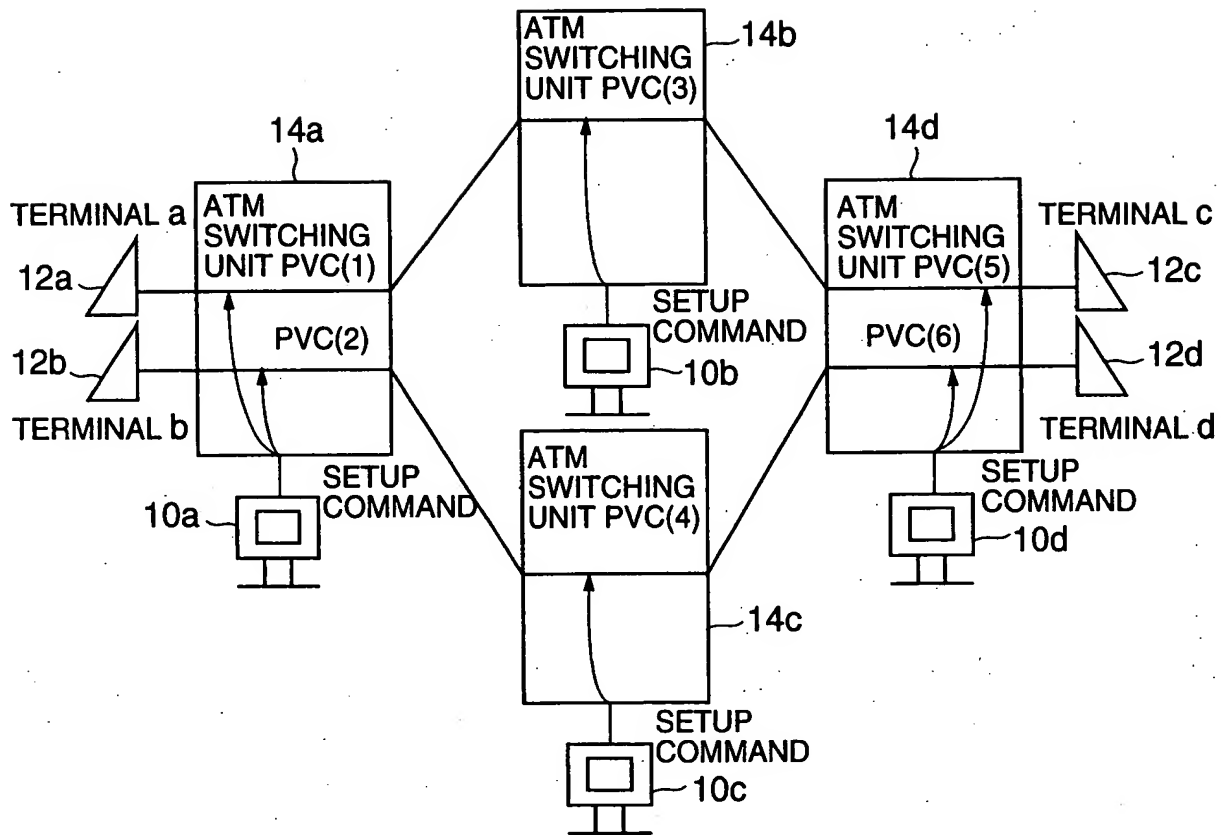 14b
ATM
SWITCHING
UNIT PVC(3)
14a
ATM
SWITCHING
UNIT PVC(1)
PVC(2)
TERMINAL a
12a
12b
TERMINAL b
SETUP
COMMAND
10a
SETUP
COMMAND
10b
ATM
SWITCHING
UNIT PVC(4)
14c
SETUP
COMMAND
10c
14d
ATM
SWITCHING
UNIT PVC(5)
PVC(6)
TERMINAL c
12c
12d
TERMINAL d
SETUP
COMMAND
10d